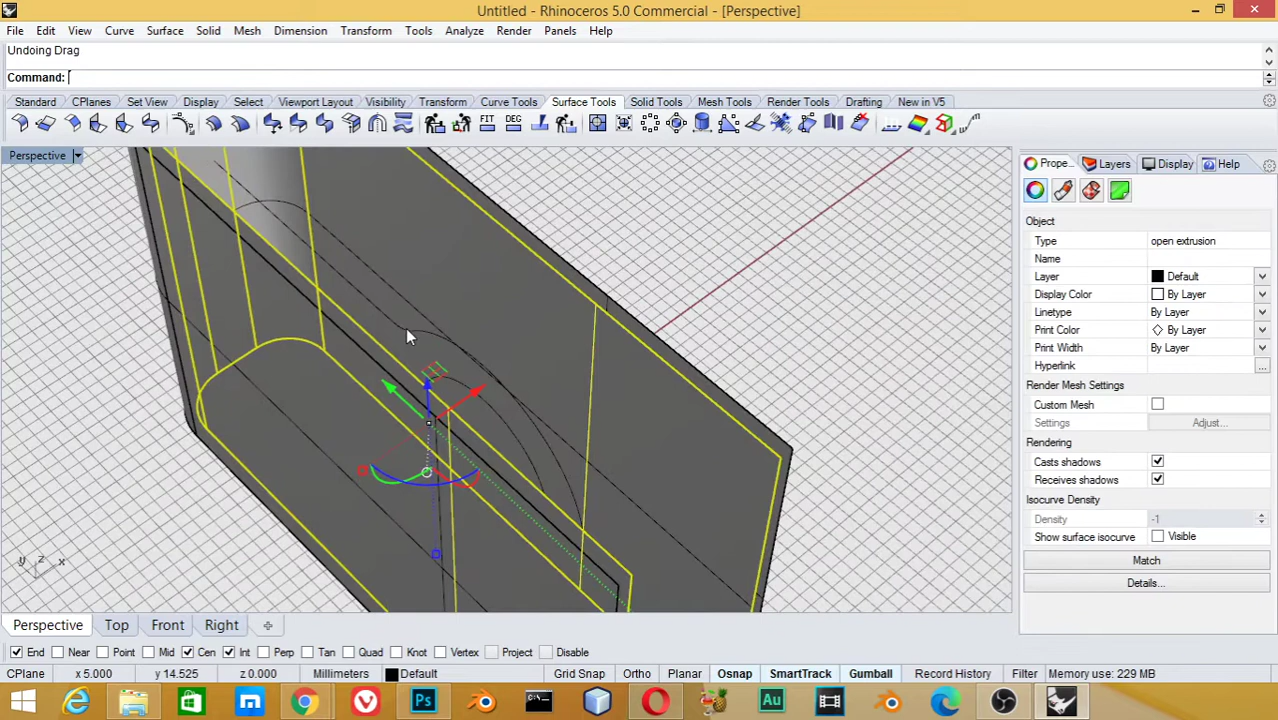 Untitled - Rhinoceros 5.0 Commercial - [Perspective]
File Edit View Curve Surface Solid Mesh Dimension Transform Tools Analyze Render Panels Help
Undoing Drag
Command:
Standard CPlanes Set View Display Select Viewport Layout Visibility Transform Curve Tools Surface Tools Solid Tools Mesh Tools Render Tools Drafting New in V5
FIT DEG
Perspective
Prope... Layers Display Help
Object
Type open extrusion
Name
Layer Default
Display Color By Layer
Linetype By Layer
Print Color By Layer
Print Width By Layer
Hyperlink ...
Render Mesh Settings
Custom Mesh
Settings Adjust...
Rendering
Casts shadows
Receives shadows
Isocurve Density
Density -1
Show surface isocurve Visible
Match
Details...
y z x
Perspective Top Front Right
End Near Point Mid Cen Int Perp Tan Quad Knot Vertex Project Disable
CPlane x 5.000 y 14.525 z 0.000 Millimeters Default Grid Snap Ortho Planar Osnap SmartTrack Gumball Record History Filter Memory use: 229 MB
Ps Au